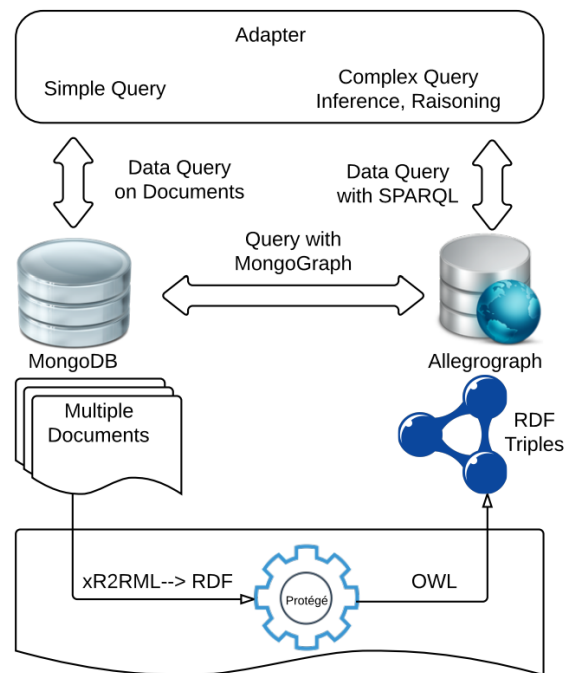 Adapter
Simple Query
Complex Query
Inference, Raisoning
Data Query
on Documents
Data Query
with SPARQL
Query with
MongoGraph
MongoDB
Allegrograph
Multiple
Documents
RDF
Triples
xR2RML--> RDF
Protégé
OWL